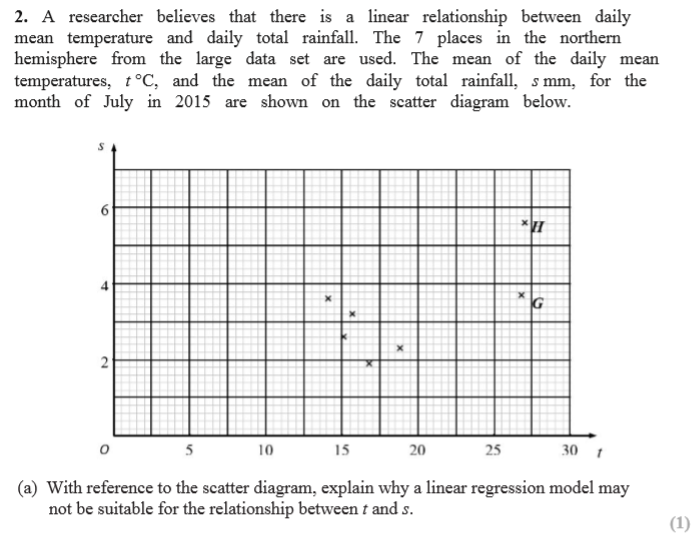 2. A researcher believes that there is a linear relationship between daily
mean temperature and daily total rainfall. The 7 places in the northern
hemisphere from the large data set are used. The mean of the daily mean
temperatures, t °C, and the mean of the daily total rainfall, s mm, for the
month of July in 2015 are shown on the scatter diagram below.
s
6
H
4
G
2
O 5 10 15 20 25 30 t
(a) With reference to the scatter diagram, explain why a linear regression model may
not be suitable for the relationship between t and s.
(1)